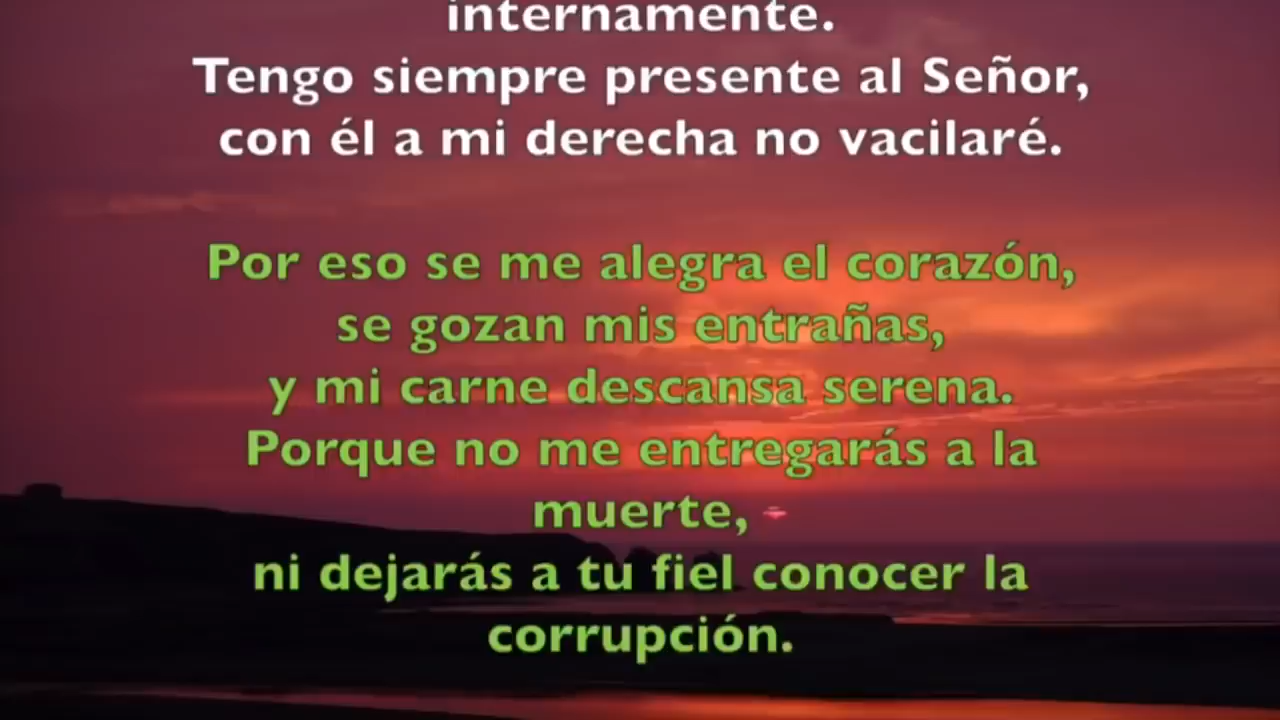 internamente.
Tengo siempre presente al Señor,
con él a mi derecha no vacilaré.
Por eso se me alegra el corazón,
se gozan mis entrañas,
y mi carne descansa serena.
Porque no me entregarás a la
muerte,
ni dejarás a tu fiel conocer la
corrupción.